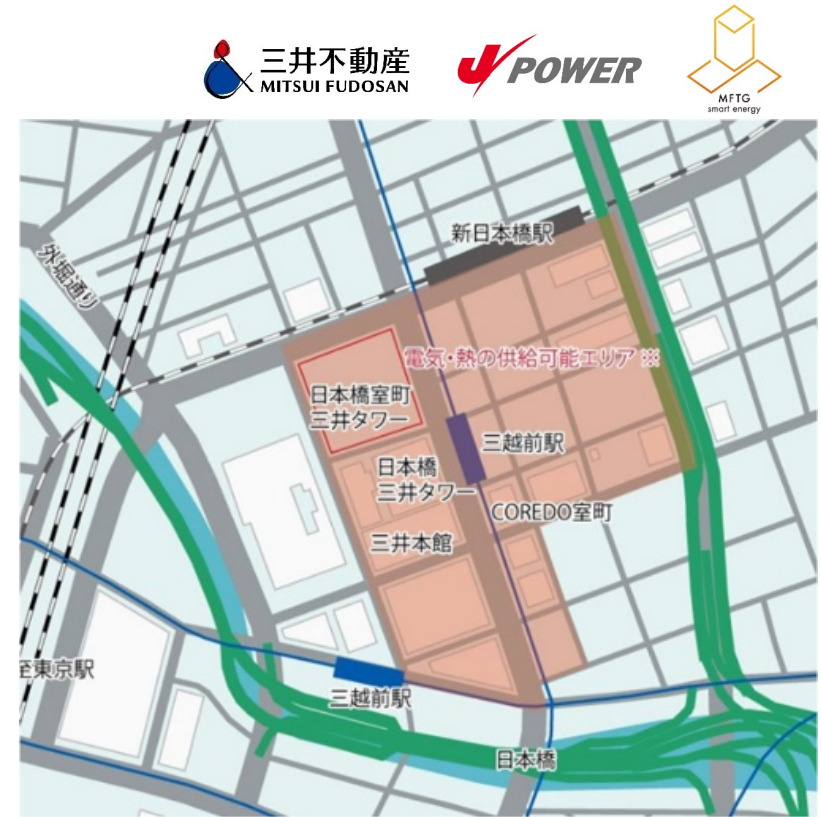 三井不動産
MITSUI FUDOSAN
POWER
MFTG
smart energy
新日本橋駅
外堀通り
電気・熱の供給可能エリア ※
日本橋室町
三井タワー
三越前駅
日本橋
三井タワー
COREDO室町
三井本館
至東京駅
三越前駅
日本橋